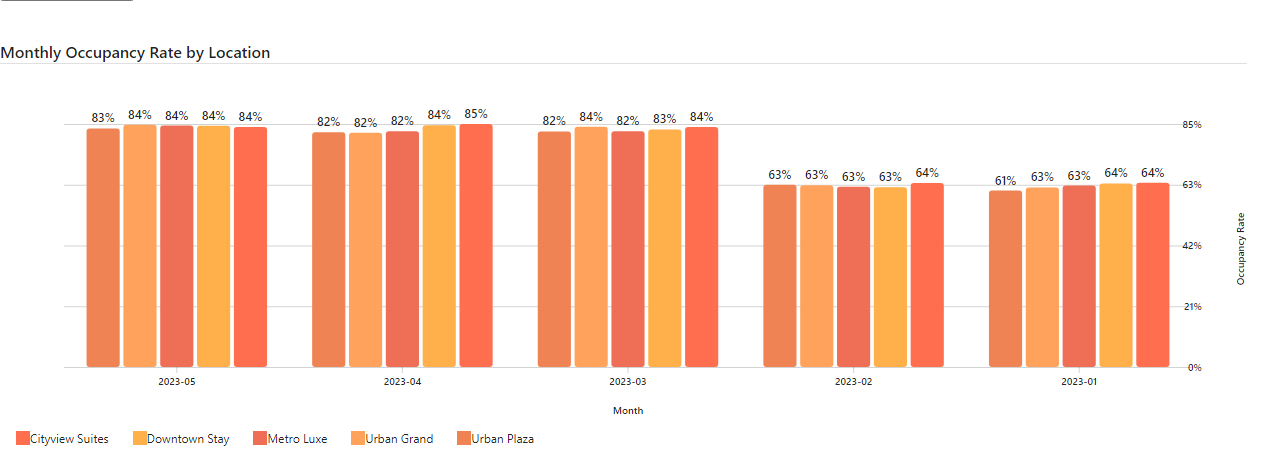 Monthly Occupancy Rate by Location
83% 84% 84% 84% 84% 82% 82% 82% 84% 85% 82% 84% 82% 83% 84% 63% 63% 63% 63% 64% 61% 63% 63% 64% 64%
85%
63%
42%
21%
0%
Occupancy Rate
2023-05 2023-04 2023-03 2023-02 2023-01
Month
Cityview Suites Downtown Stay Metro Luxe Urban Grand Urban Plaza